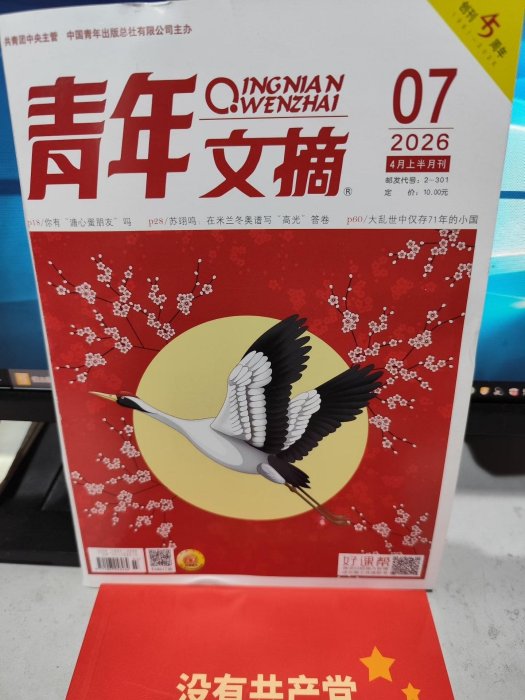 共青团中央主管 中国青年出版总社有限公司主办
创刊45周年
青年文摘
QINGNIAN
WENZHAI
®
07
2026
4月上半月刊
邮发代号：2-301
定 价：10.00元
p18/你有“嗑心蛋朋友”吗 p28/苏翊鸣：在米兰冬奥谱写“高光”答卷 p60/大乱世中仅存71年的小国
好课帮
没有共产党